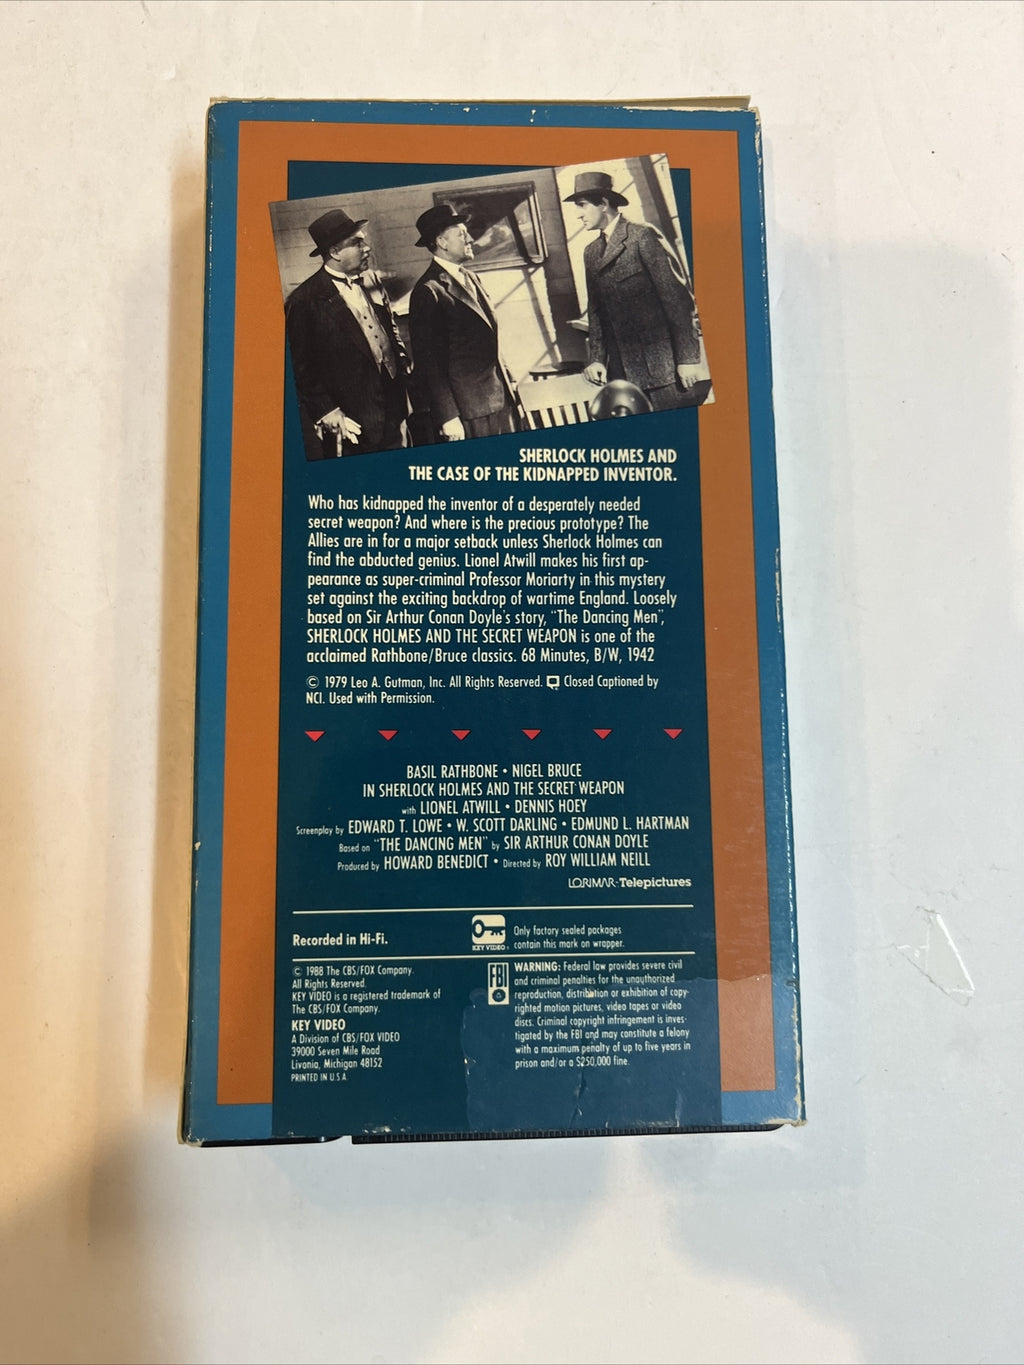 SHERLOCK HOLMES AND
THE CASE OF THE KIDNAPPED INVENTOR.
Who has kidnapped the inventor of a desperately needed
secret weapon? And where is the precious prototype? The
Allies are in for a major setback unless Sherlock Holmes can
find the abducted genius. Lionel Atwill makes his first ap-
pearance as super-criminal Professor Moriarty in this mystery
set against the exciting backdrop of wartime England. Loosely
based on Sir Arthur Conan Doyle's story, "The Dancing Men",
SHERLOCK HOLMES AND THE SECRET WEAPON is one of the
acclaimed Rathbone/Bruce classics. 68 Minutes, B/W, 1942
© 1979 Leo A. Gutman, Inc. All Rights Reserved. Closed Captioned by
NCI. Used with Permission.
BASIL RATHBONE • NIGEL BRUCE
IN SHERLOCK HOLMES AND THE SECRET WEAPON
with LIONEL ATWILL • DENNIS HOEY
Screenplay by EDWARD T. LOWE • W. SCOTT DARLING • EDMUND L. HARTMAN
Based on "THE DANCING MEN" by SIR ARTHUR CONAN DOYLE
Produced by HOWARD BENEDICT • Directed by ROY WILLIAM NEILL
LORIMAR-Telepictures
Recorded in Hi-Fi.
KEY VIDEO
Only factory sealed packages
contain this mark on wrapper.
© 1988 The CBS/FOX Company.
All Rights Reserved.
KEY VIDEO is a registered trademark of
The CBS/FOX Company.
KEY VIDEO
A Division of CBS/FOX VIDEO
39000 Seven Mile Road
Livonia, Michigan 48152
PRINTED IN U.S.A.
FBI
WARNING: Federal law provides severe civil
and criminal penalties for the unauthorized
reproduction, distribution or exhibition of copy-
righted motion pictures, video tapes or video
discs. Criminal copyright infringement is inves-
tigated by the FBI and may constitute a felony
with a maximum penalty of up to five years in
prison and/or a $250,000 fine.